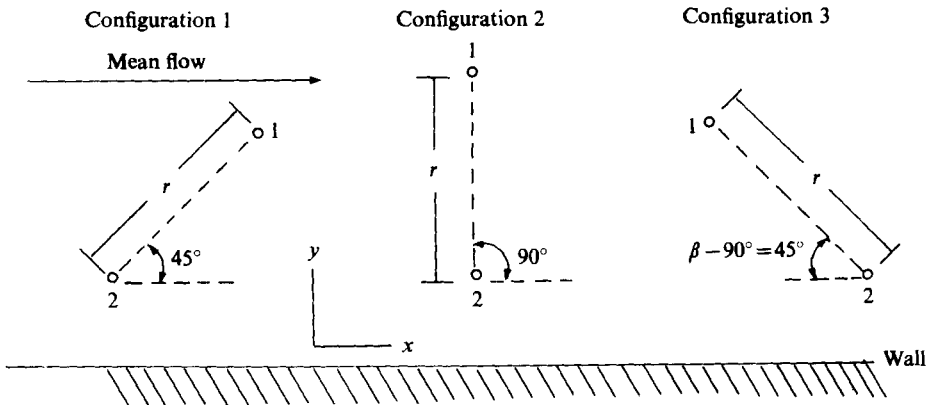 Configuration 1
Configuration 2
Configuration 3
Mean flow
1
r
45°
2
1
r
90°
2
1
r
β − 90° = 45°
2
y
x
Wall